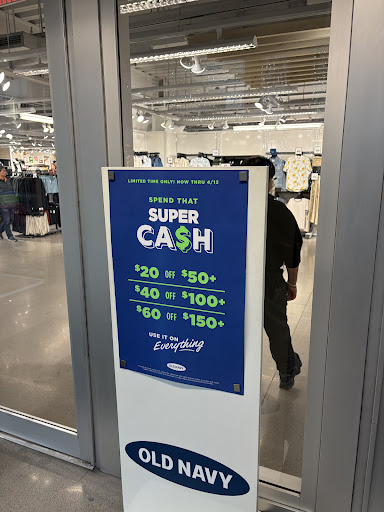 LIMITED TIME ONLY! NOW THRU 4/13
SPEND THAT
SUPER
CA$H
$20 OFF $50+
$40 OFF $100+
$60 OFF $150+
USE IT ON
Everything
OLD NAVY
OLD NAVY